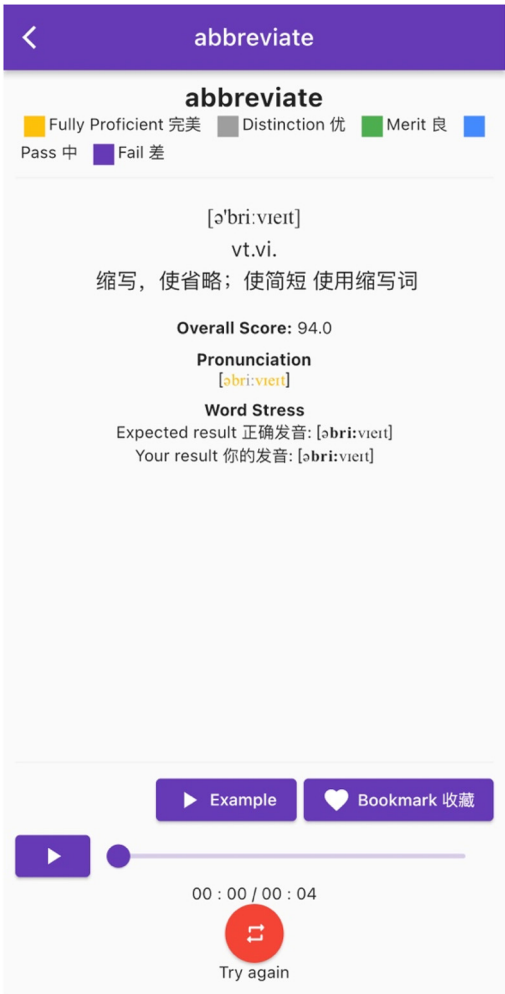 abbreviate
abbreviate
Fully Proficient 完美 Distinction 优 Merit 良
Pass 中 Fail 差
[ə'bri:vɪeɪt]
vt.vi.
缩写，使省略；使简短 使用缩写词
Overall Score: 94.0
Pronunciation
[əbri:vɪeɪt]
Word Stress
Expected result 正确发音: [əbri:vɪeɪt]
Your result 你的发音: [əbri:vɪeɪt]
Example
Bookmark 收藏
00 : 00 / 00 : 04
Try again